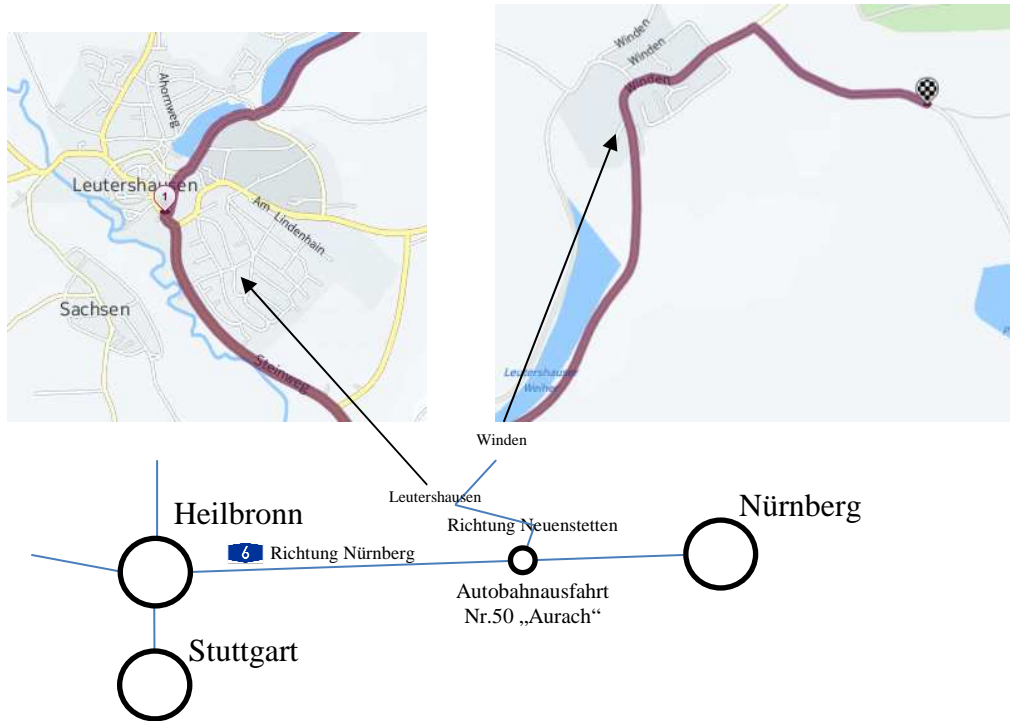 Ahornweg
Leutershausen
1
Am Lindenhain
Sachsen
Steinweg
Winden
Winden
Winden
Leutershauser
Weiher
Winden
Leutershausen
Heilbronn
Nürnberg
Richtung Neuenstetten
6 Richtung Nürnberg
Autobahnausfahrt
Nr.50 „Aurach“
Stuttgart